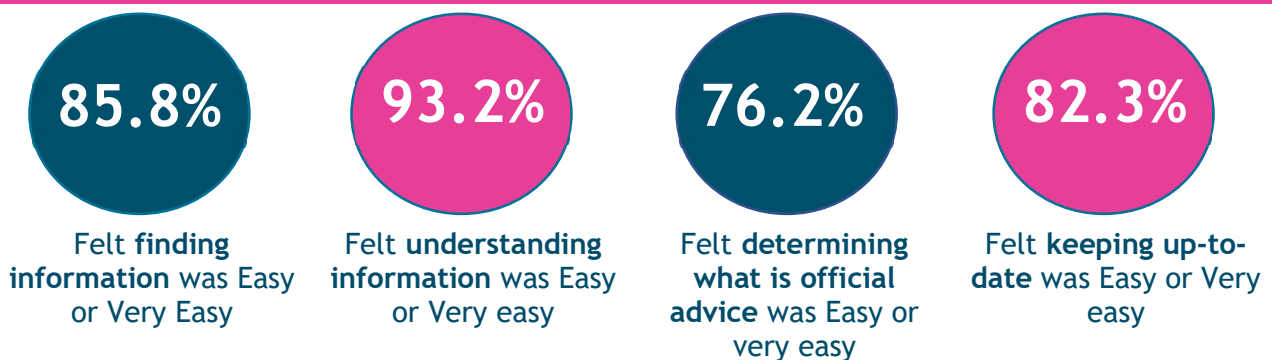 85.8%
Felt finding
information was Easy
or Very Easy
93.2%
Felt understanding
information was Easy
or Very easy
76.2%
Felt determining
what is official
advice was Easy or
very easy
82.3%
Felt keeping up-to-
date was Easy or Very
easy